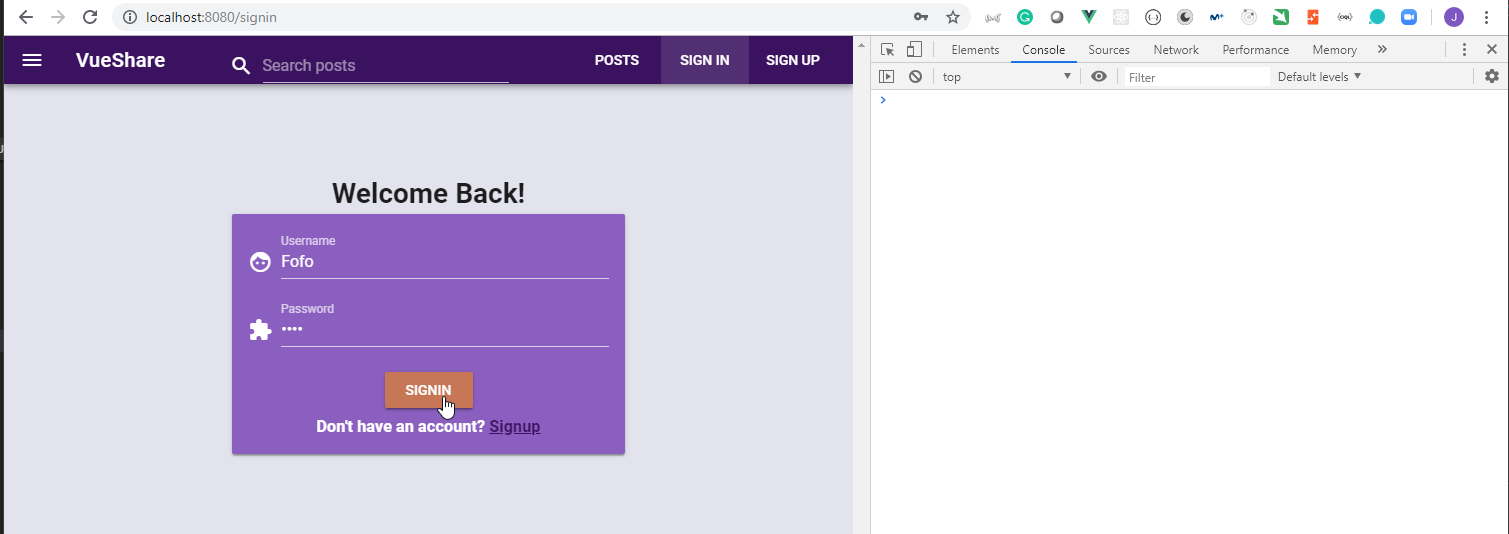 localhost:8080/signin
J
VueShare
Search posts
POSTS
SIGN IN
SIGN UP
Elements
Console
Sources
Network
Performance
Memory
top
Filter
Default levels
Welcome Back!
Username
Fofo
Password
••••
SIGNIN
Don't have an account? Signup